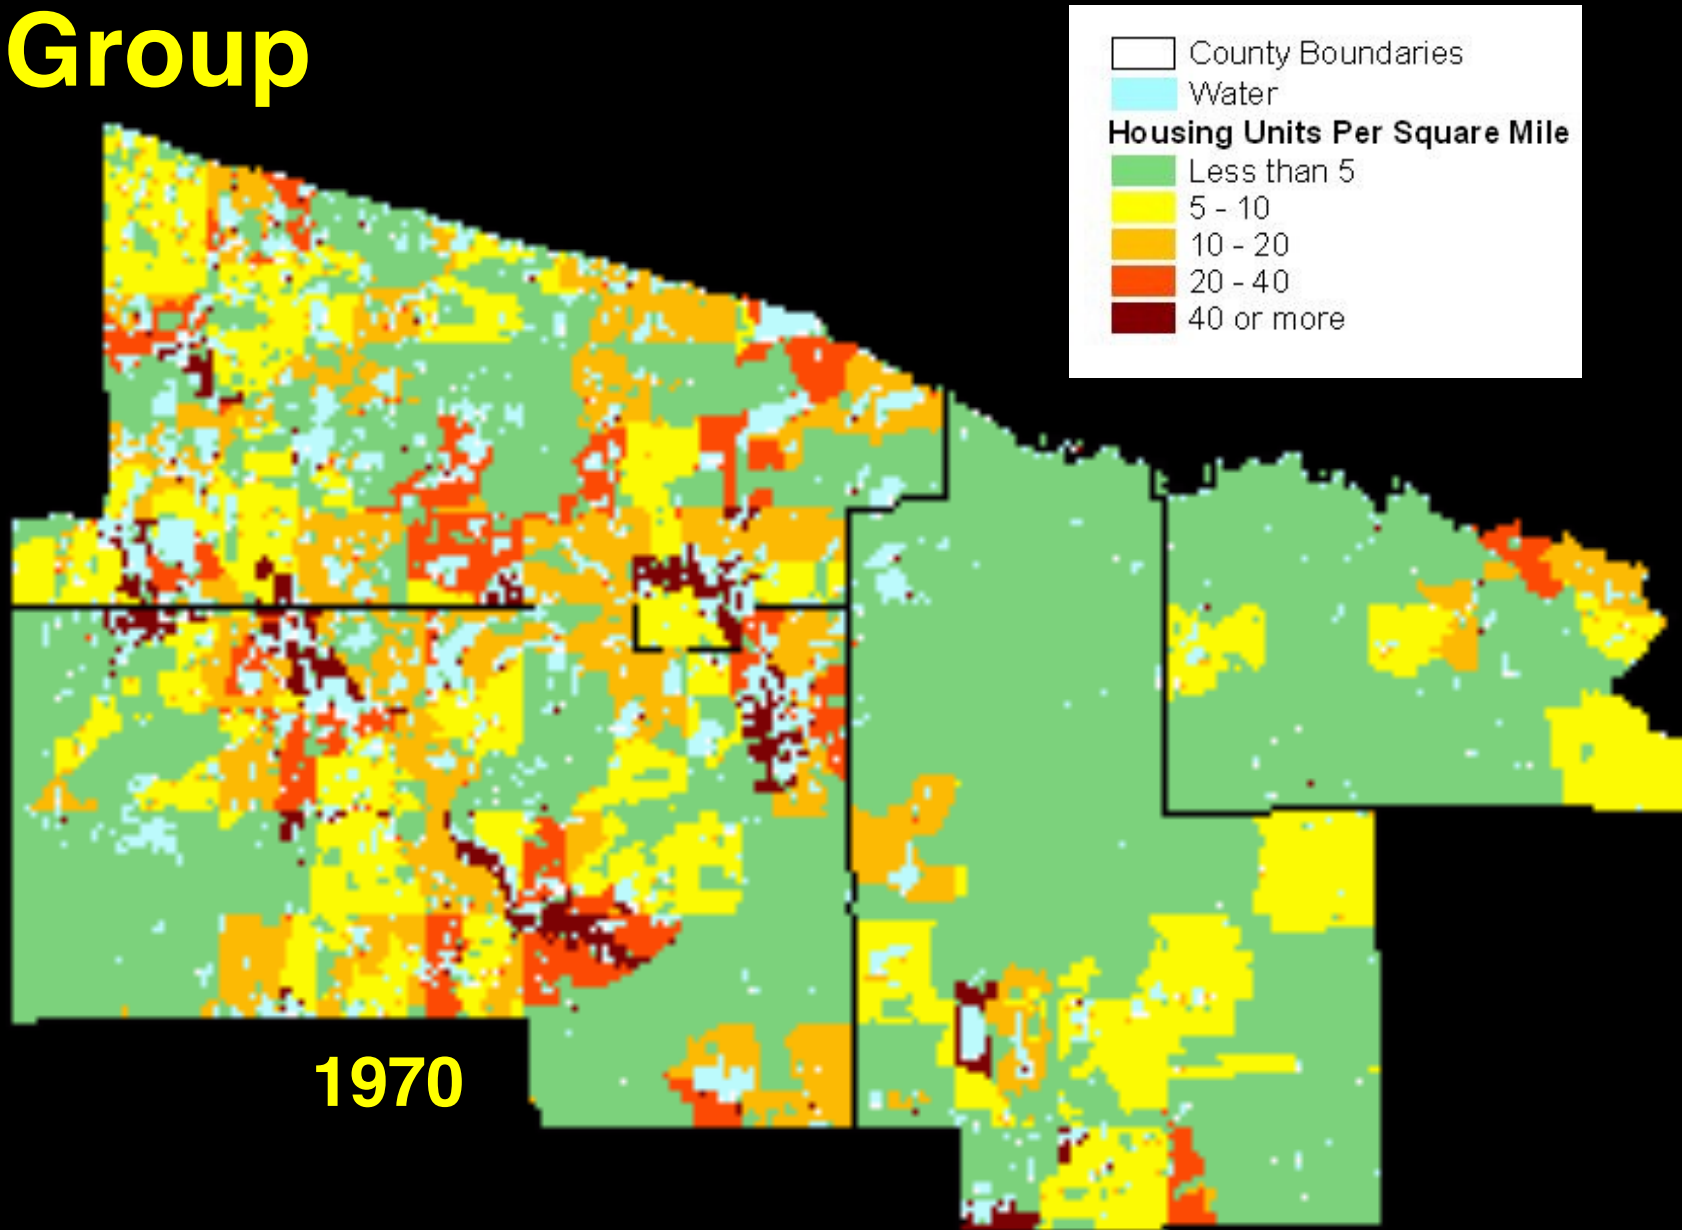 Group
County Boundaries
Water
Housing Units Per Square Mile
Less than 5
5 - 10
10 - 20
20 - 40
40 or more
1970